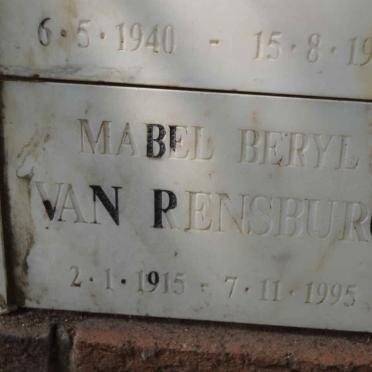 6·5·1940 - 15·8·19
MABEL BERYL
VAN RENSBURG
2·1·1915 - 7·11·1995